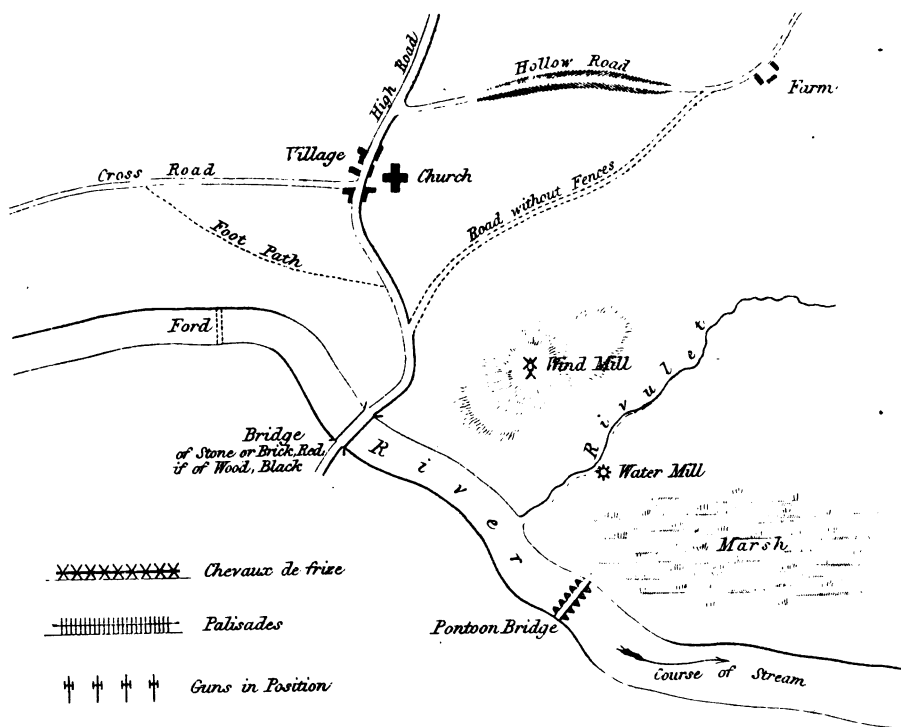 High Road
Hollow Road
Farm
Village
Church
Cross Road
Road without Fences
Foot Path
Ford
Wind Mill
Rivulet
Bridge
of Stone or Brick, Red,
if of Wood, Black
River
Water Mill
Marsh
Chevaux de frize
Palisades
Pontoon Bridge
Guns in Position
Course of Stream